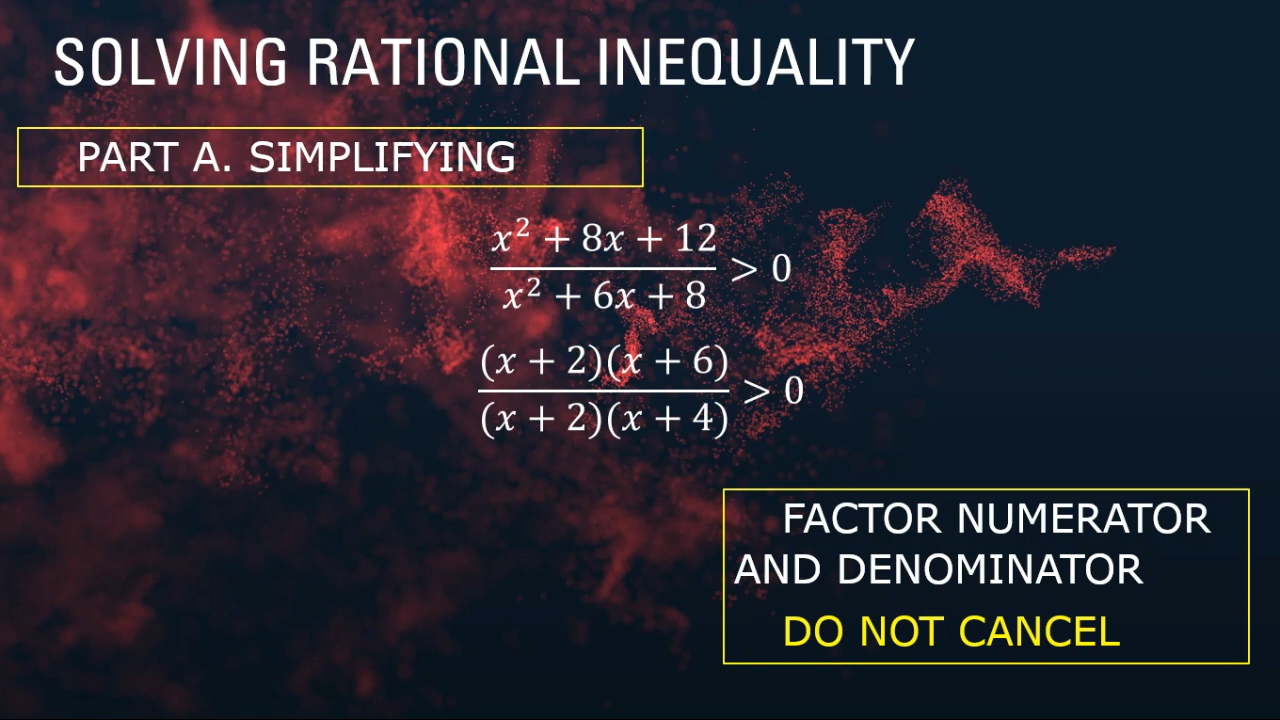 SOLVING RATIONAL INEQUALITY
PART A. SIMPLIFYING
x² + 8x + 12
x² + 6x + 8
> 0
(x + 2)(x + 6)
(x + 2)(x + 4)
> 0
FACTOR NUMERATOR
AND DENOMINATOR
DO NOT CANCEL